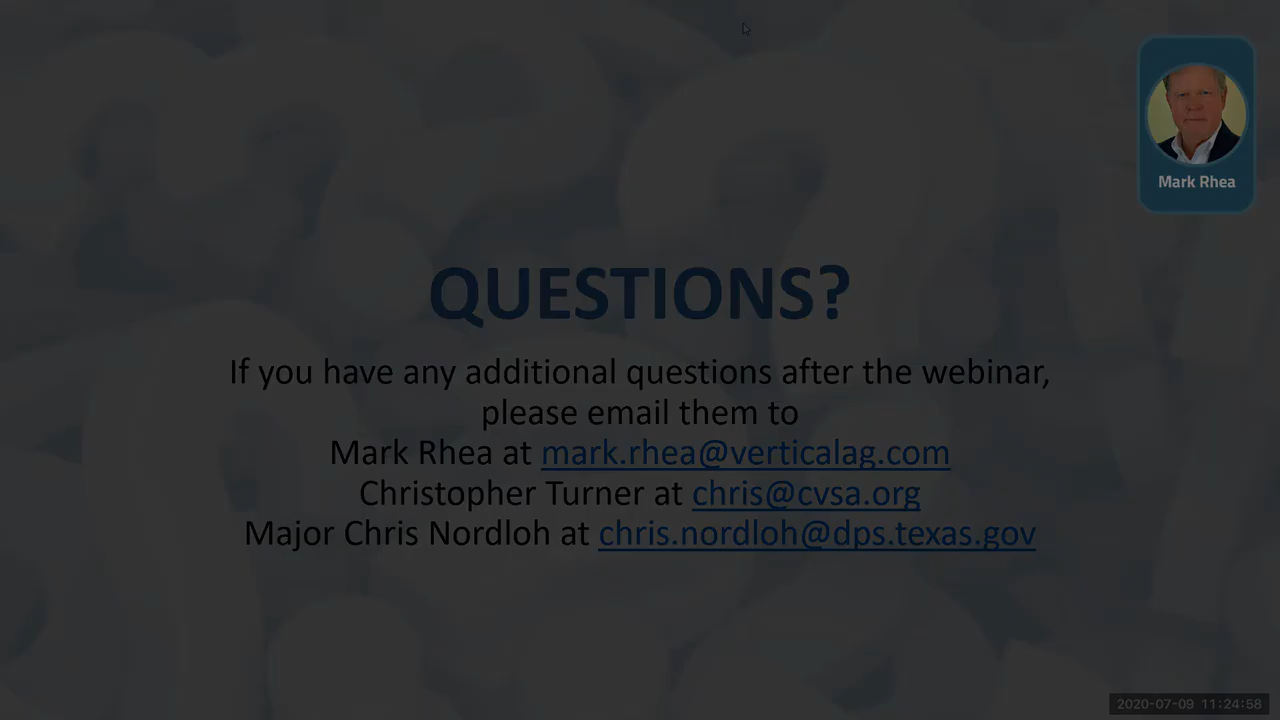 Mark Rhea
QUESTIONS?
If you have any additional questions after the webinar,
please email them to
Mark Rhea at mark.rhea@verticalag.com
Christopher Turner at chris@cvsa.org
Major Chris Nordloh at chris.nordloh@dps.texas.gov
2020-07-09 11:24:58